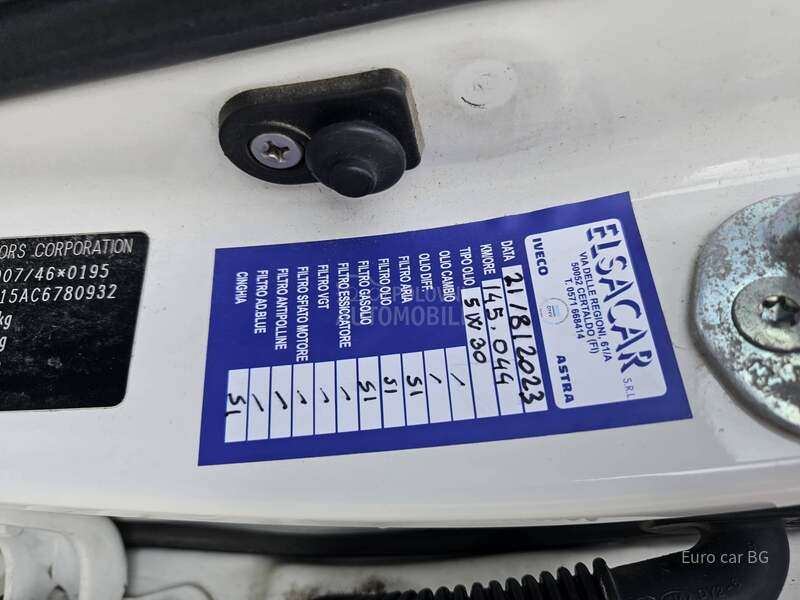 ORS CORPORATION
007/46*0195
15AC6780932
kg
g
ELSACAR S.R.L.
VIA DELLE REGIONI, 61/A
50052 CERTALDO (FI)
T. 0571 668414
IVECO
ASTRA
DATA 21/8/2023
KM/ORE 145.044
TIPO OLIO 5W30
OLIO CAMBIO /
OLIO DIFF. /
FILTRO ARIA SI
FILTRO OLIO SI
FILTRO GASOLIO SI
FILTRO ESSICCATORE /
FILTRO VGT /
FILTRO SFIATO MOTORE /
FILTRO ANTIPOLLINE /
FILTRO AD.BLUE /
CINGHIA SI
POLOVNI
AUTOMOBILI
Euro car BG